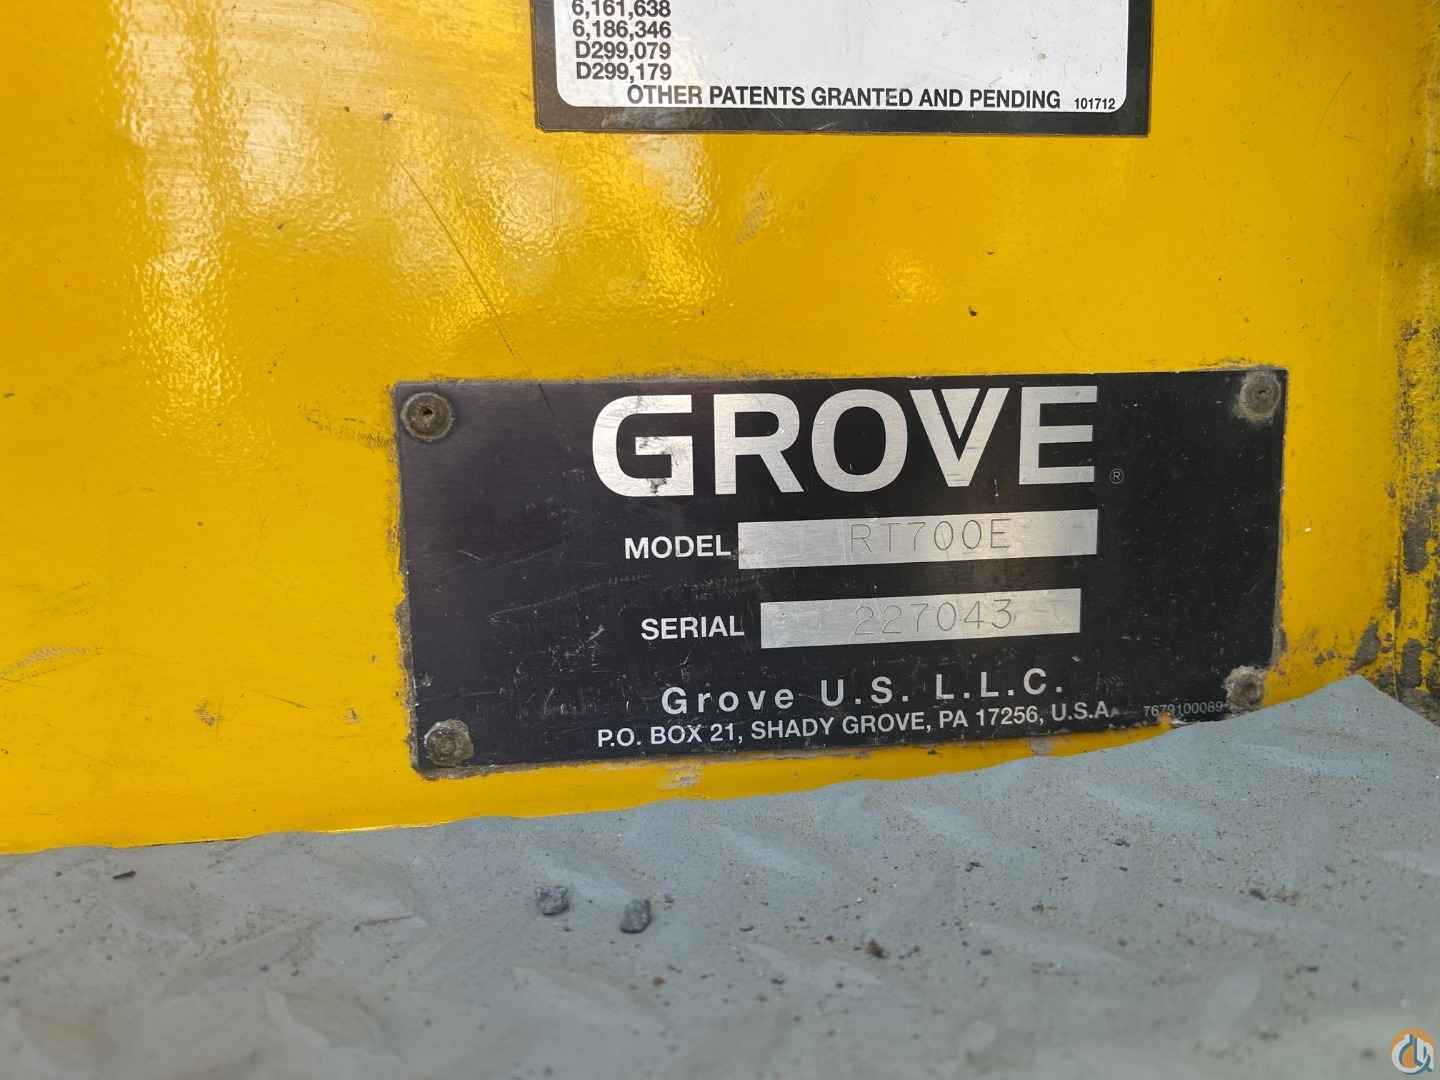 6,161,638
6,186,346
D299,079
D299,179
OTHER PATENTS GRANTED AND PENDING 101712
GROVE ®
MODEL RT700E
SERIAL 227043
Grove U.S. L.L.C.
P.O. BOX 21, SHADY GROVE, PA 17256, U.S.A. 7679100089